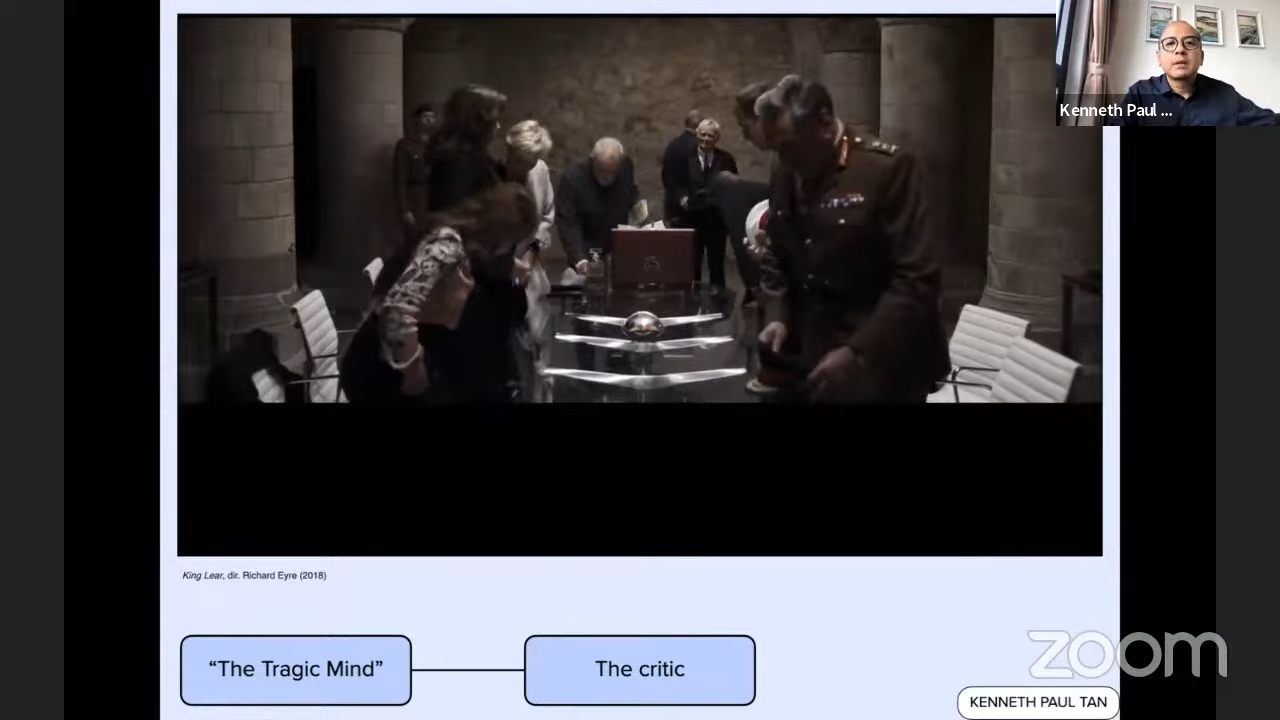 Kenneth Paul ...
King Lear, dir. Richard Eyre (2018)
“The Tragic Mind”
The critic
zoom
KENNETH PAUL TAN